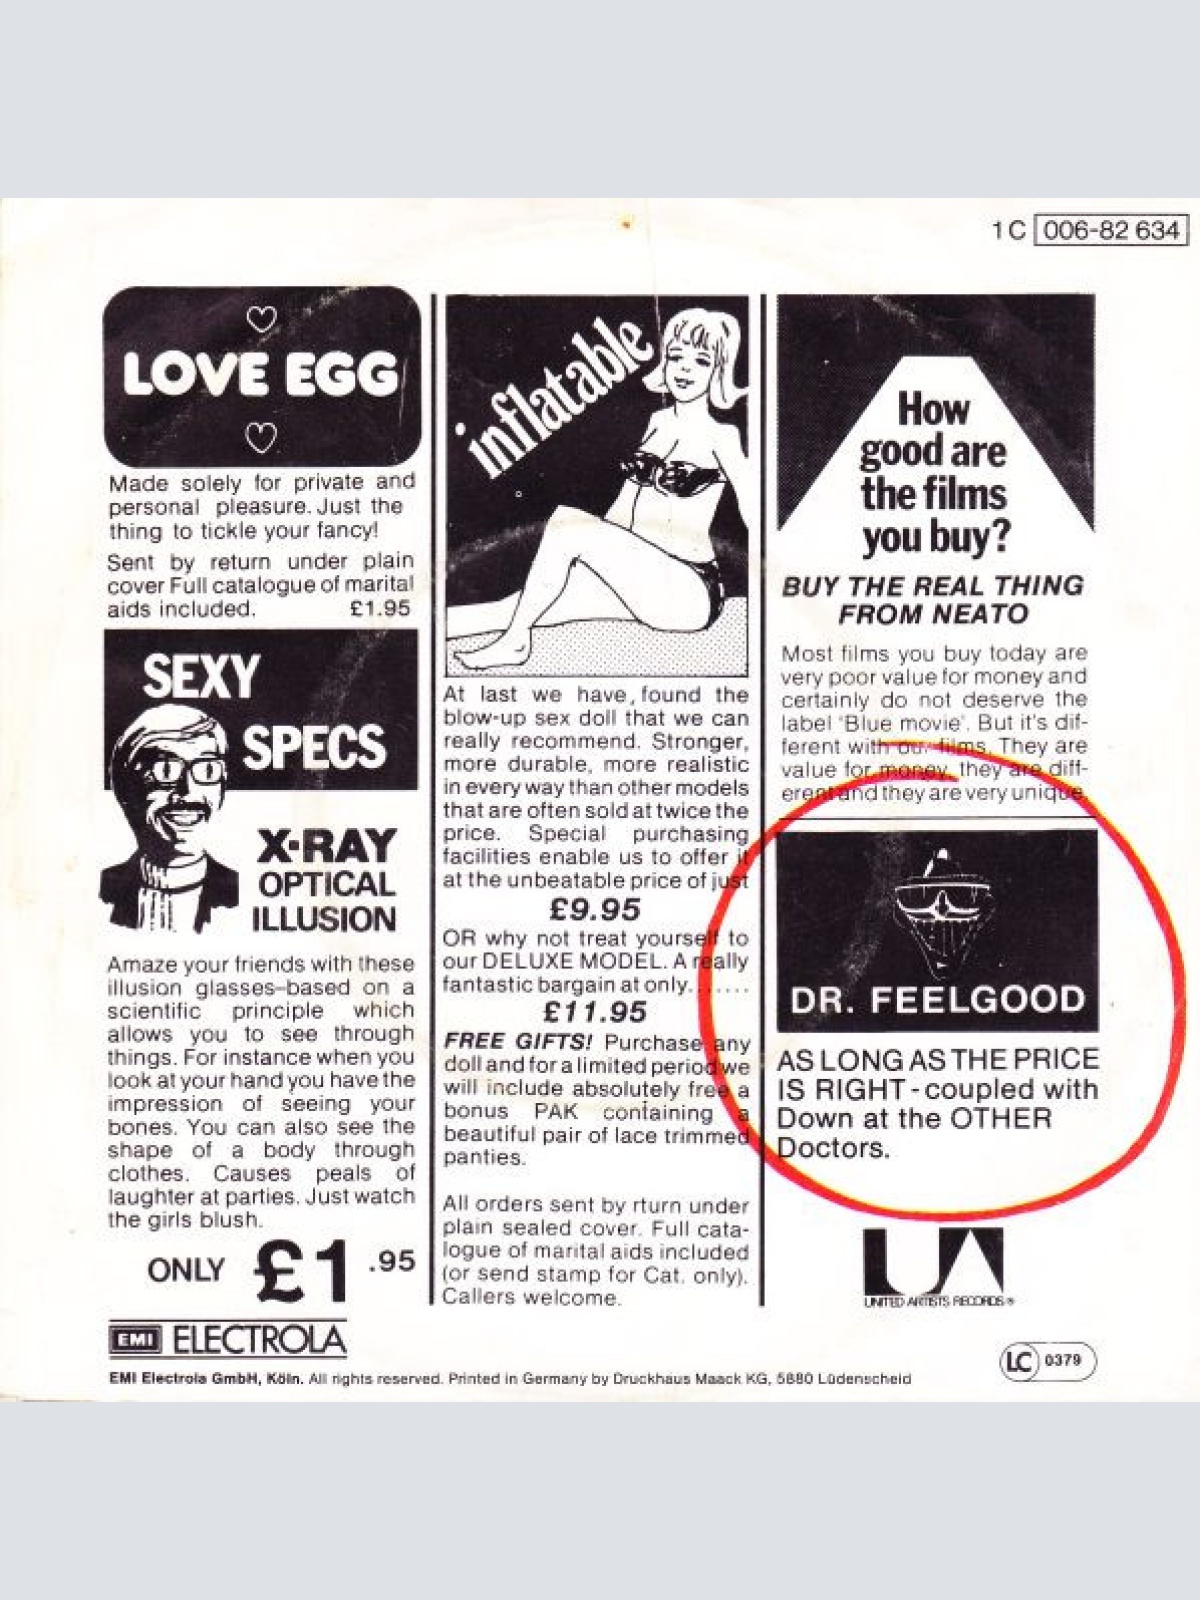 1C 006-82 634
LOVE EGG
Made solely for private and
personal pleasure. Just the
thing to tickle your fancy!
Sent by return under plain
cover Full catalogue of marital
aids included. £1.95
SEXY
SPECS
X-RAY
OPTICAL
ILLUSION
Amaze your friends with these
illusion glasses–based on a
scientific principle which
allows you to see through
things. For instance when you
look at your hand you have the
impression of seeing your
bones. You can also see the
shape of a body through
clothes. Causes peals of
laughter at parties. Just watch
the girls blush.
ONLY £1.95
inflatable
At last we have, found the
blow-up sex doll that we can
really recommend. Stronger,
more durable, more realistic
in every way than other models
that are often sold at twice the
price. Special purchasing
facilities enable us to offer it
at the unbeatable price of just
£9.95
OR why not treat yourself to
our DELUXE MODEL. A really
fantastic bargain at only.......
£11.95
FREE GIFTS! Purchase any
doll and for a limited period we
will include absolutely free a
bonus PAK containing a
beautiful pair of lace trimmed
panties.
All orders sent by rturn under
plain sealed cover. Full cata-
logue of marital aids included
(or send stamp for Cat. only).
Callers welcome.
How
good are
the films
you buy?
BUY THE REAL THING
FROM NEATO
Most films you buy today are
very poor value for money and
certainly do not deserve the
label 'Blue movie'. But it's dif-
ferent with our films. They are
value for money, they are diff-
erent and they are very unique.
DR. FEELGOOD
AS LONG AS THE PRICE
IS RIGHT - coupled with
Down at the OTHER
Doctors.
UA
UNITED ARTISTS RECORDS®
EMI ELECTROLA
LC 0379
EMI Electrola GmbH, Köln. All rights reserved. Printed in Germany by Druckhaus Maack KG, 5880 Lüdenscheid